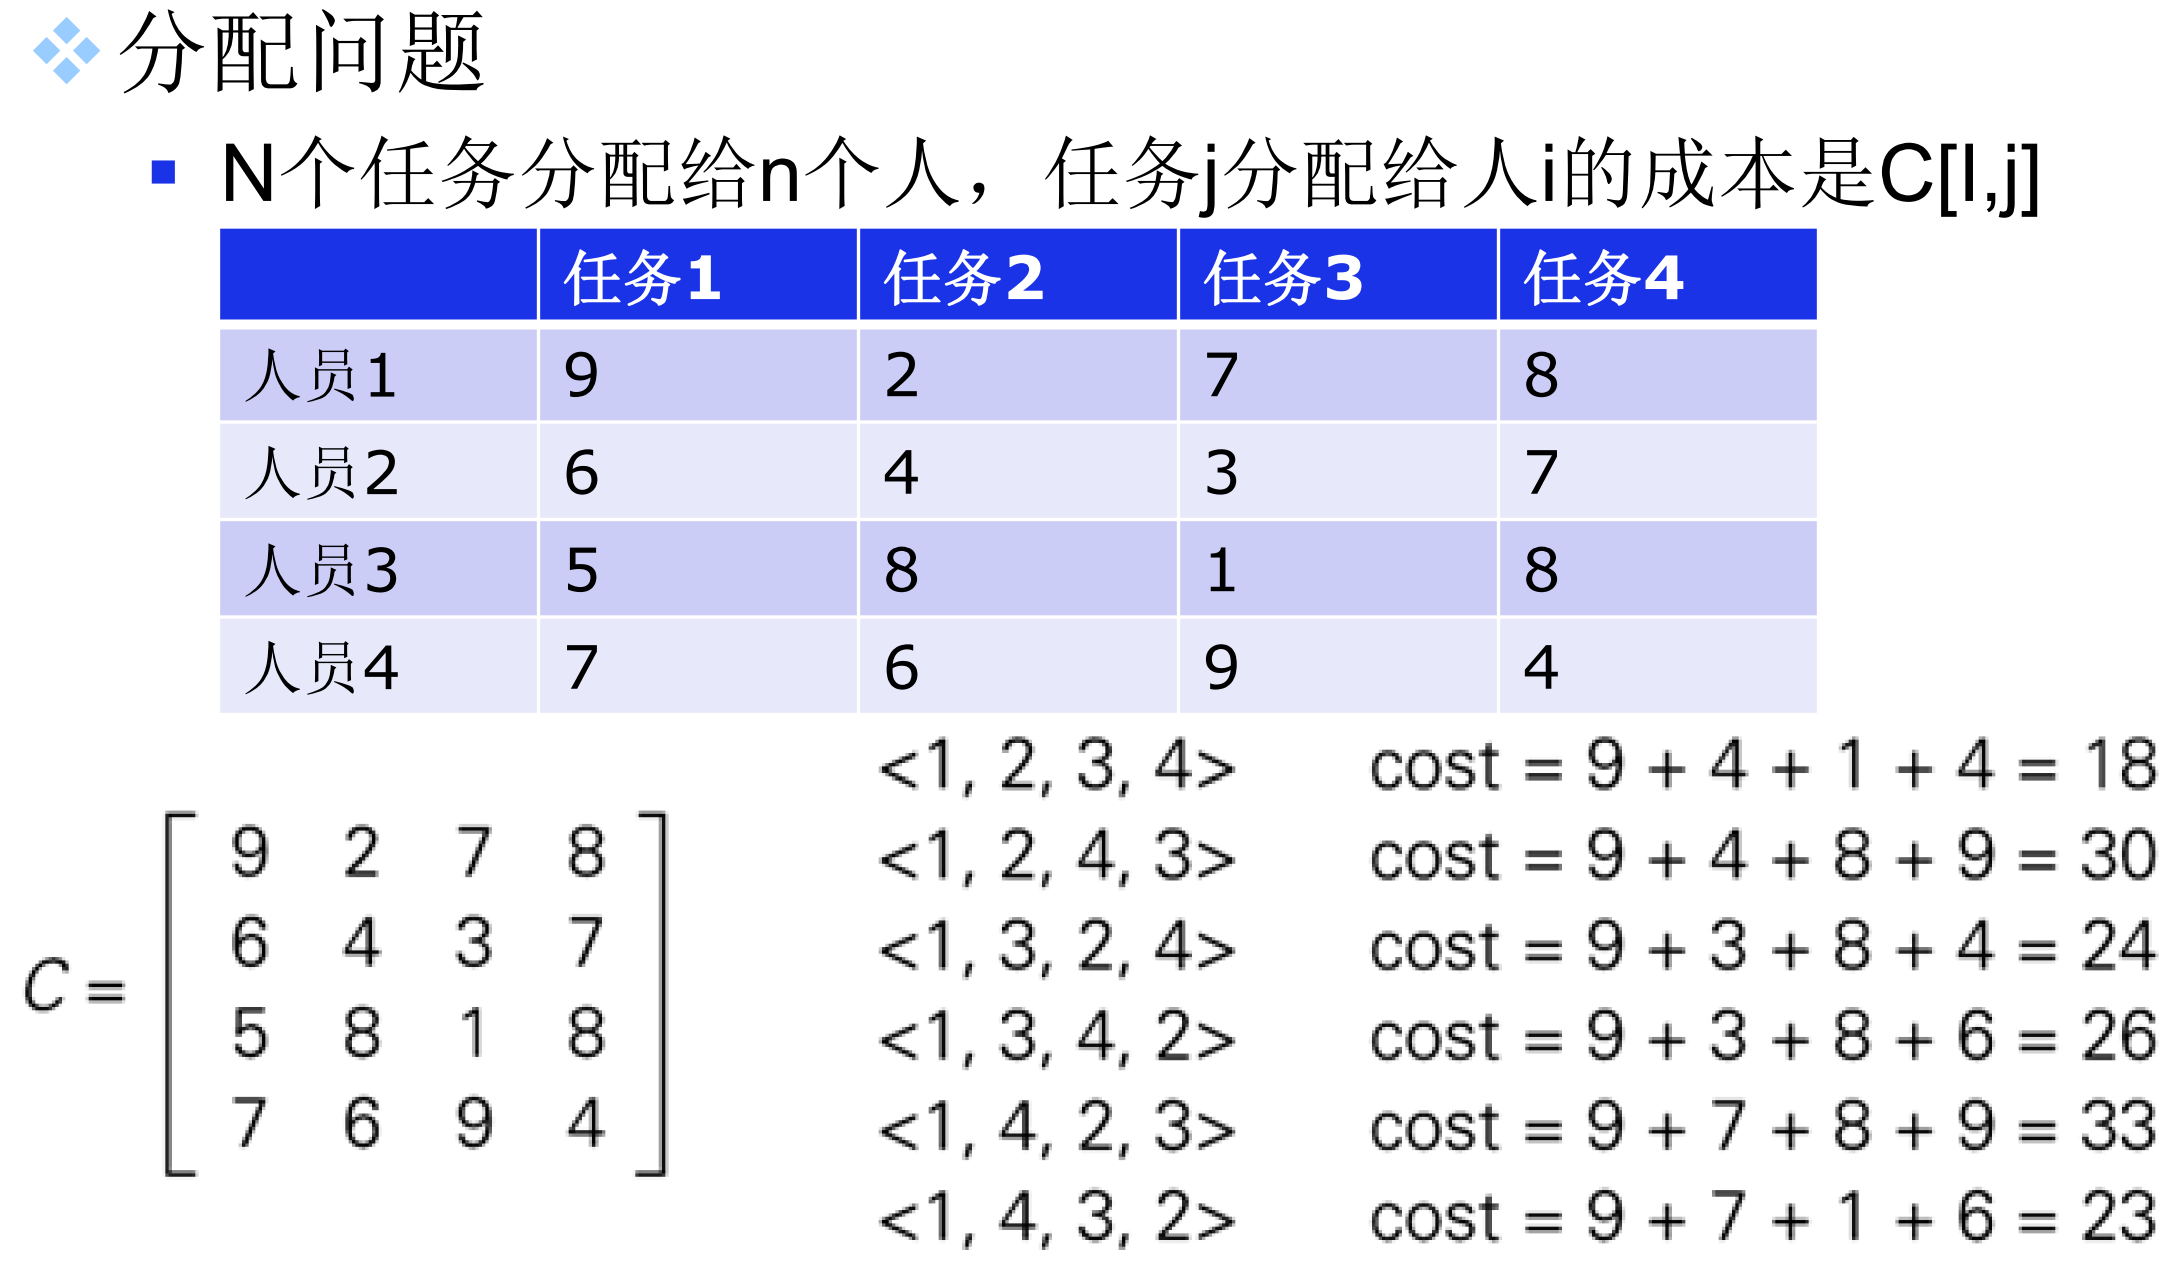 分配问题
N个任务分配给n个人，任务j分配给人i的成本是C[I,j]
任务1 任务2 任务3 任务4
人员1 9 2 7 8
人员2 6 4 3 7
人员3 5 8 1 8
人员4 7 6 9 4
C =
9 2 7 8
6 4 3 7
5 8 1 8
7 6 9 4
<1, 2, 3, 4> cost = 9 + 4 + 1 + 4 = 18
<1, 2, 4, 3> cost = 9 + 4 + 8 + 9 = 30
<1, 3, 2, 4> cost = 9 + 3 + 8 + 4 = 24
<1, 3, 4, 2> cost = 9 + 3 + 8 + 6 = 26
<1, 4, 2, 3> cost = 9 + 7 + 8 + 9 = 33
<1, 4, 3, 2> cost = 9 + 7 + 1 + 6 = 23